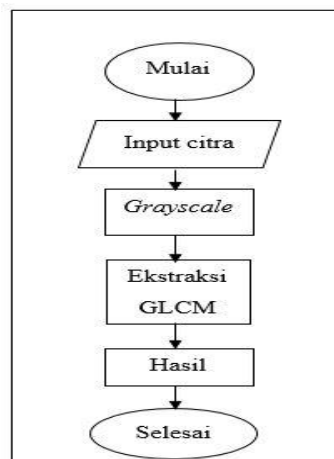 Mulai
Input citra
Grayscale
Ekstraksi
GLCM
Hasil
Selesai